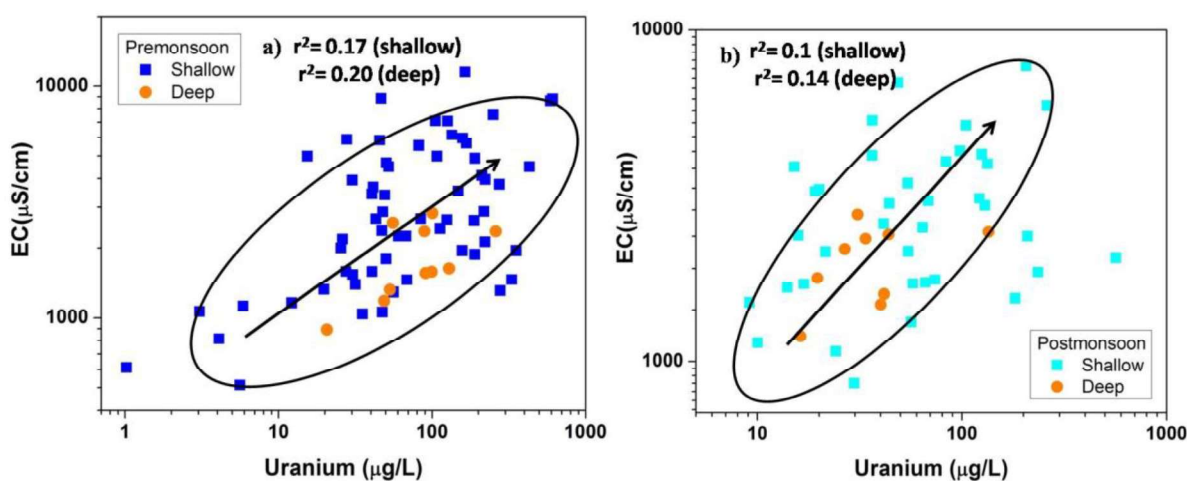 Premonsoon
Shallow
Deep
a) r²= 0.17 (shallow)
r²= 0.20 (deep)
10000
1000
EC(μS/cm)
1
10
100
1000
Uranium (μg/L)
b) r²= 0.1 (shallow)
r²= 0.14 (deep)
10000
1000
EC(μS/cm)
Postmonsoon
Shallow
Deep
10
100
1000
Uranium (μg/L)